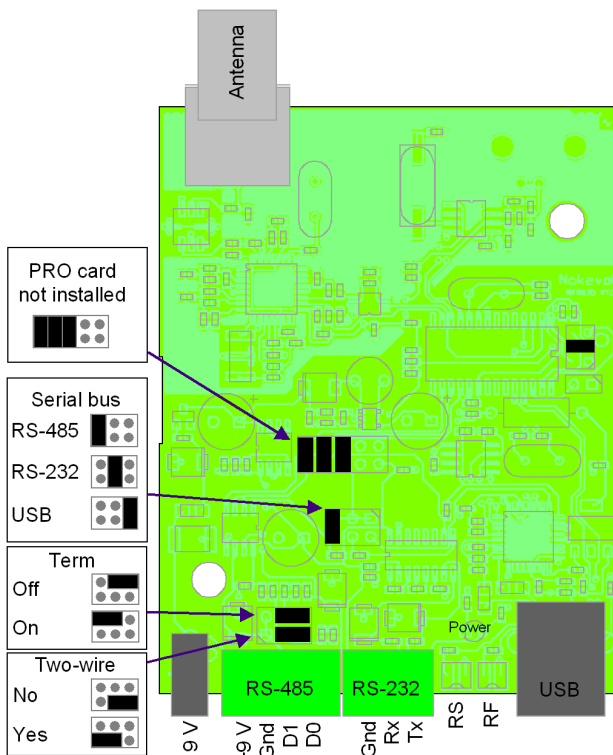 Antenna
PRO card
not installed
Nokeval
Serial bus
RS-485
RS-232
USB
Term
Off
On
Two-wire
No
Yes
Power
RS-485
RS-232
USB
9 V
-9 V
Gnd
D1
D0
Gnd
Rx
Tx
RS
RF